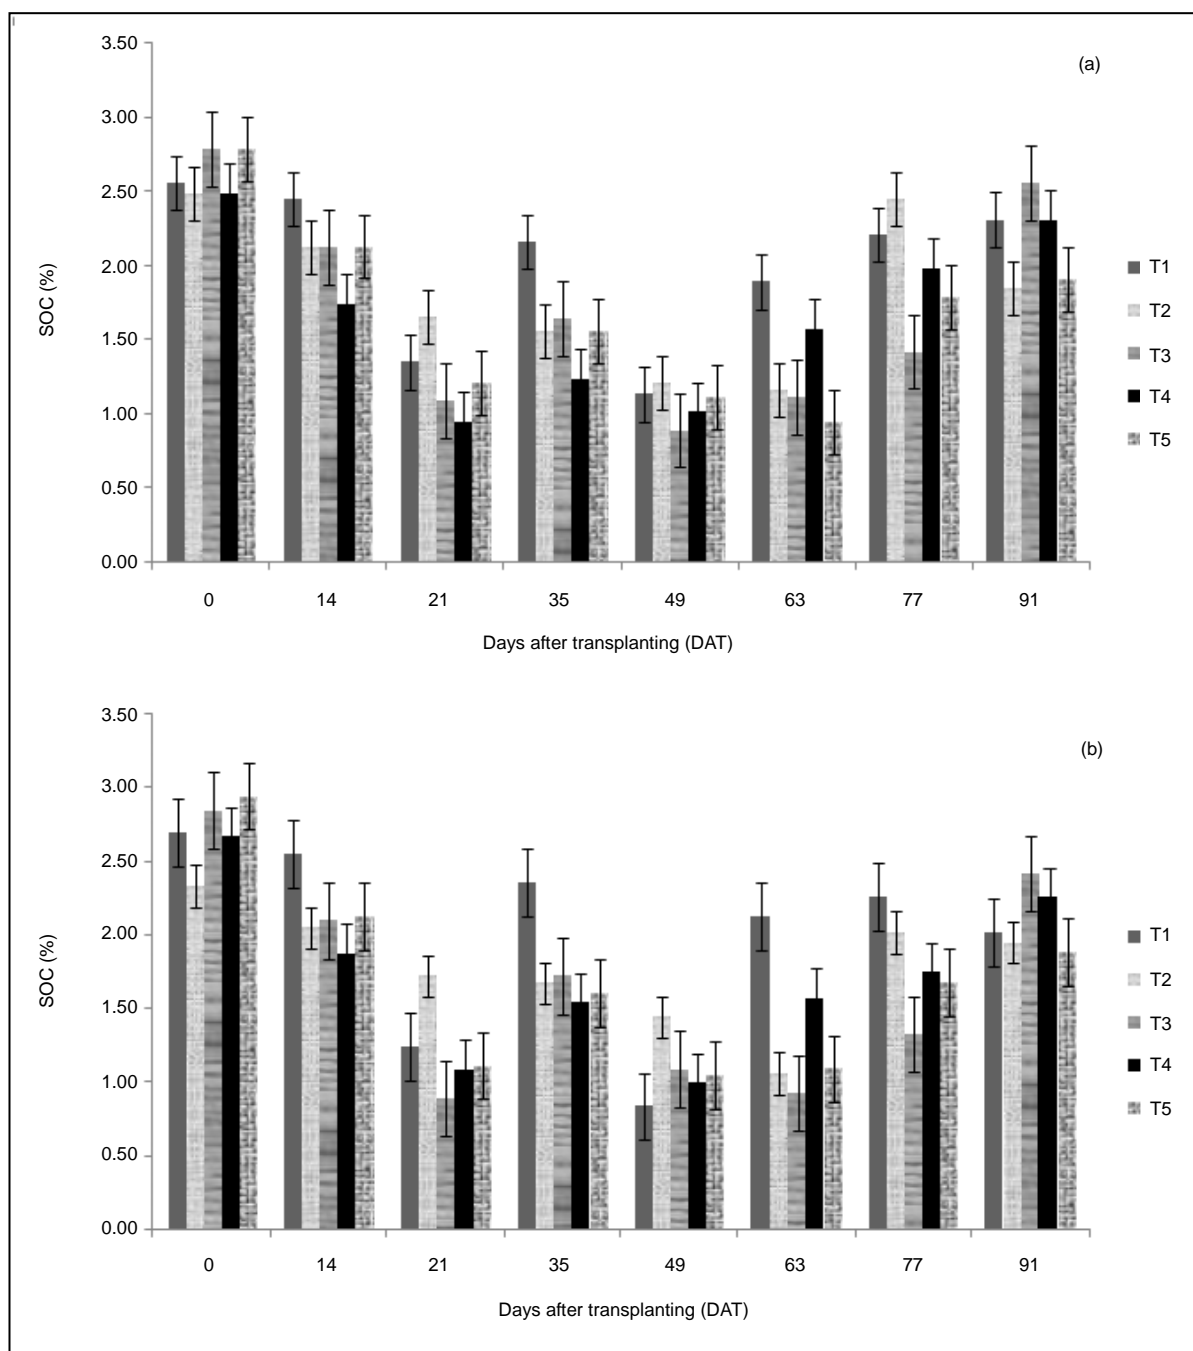 3.50
(a)
3.00
2.50
2.00
1.50
1.00
0.50
0.00
SOC (%)
0 14 21 35 49 63 77 91
Days after transplanting (DAT)
T1
T2
T3
T4
T5
3.50
(b)
3.00
2.50
2.00
1.50
1.00
0.50
0.00
SOC (%)
0 14 21 35 49 63 77 91
Days after transplanting (DAT)
T1
T2
T3
T4
T5